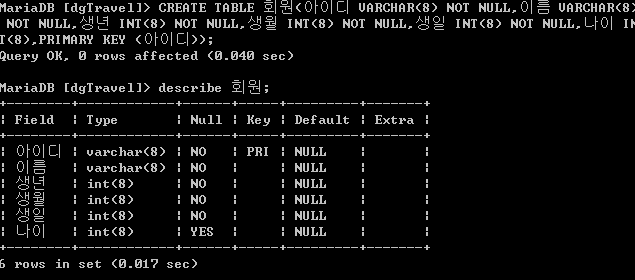 MariaDB [dgTravel]> CREATE TABLE 회원(아이디 VARCHAR(8) NOT NULL,이름 VARCHAR(8)
 NOT NULL,생년 INT(8) NOT NULL,생월 INT(8) NOT NULL,생일 INT(8) NOT NULL,나이 IN
T(8),PRIMARY KEY (아이디));
Query OK, 0 rows affected (0.040 sec)
MariaDB [dgTravel]> describe 회원;
+--------+------------+------+-----+---------+-------+
| Field | Type | Null | Key | Default | Extra |
+--------+------------+------+-----+---------+-------+
| 아이디 | varchar(8) | NO | PRI | NULL | |
| 이름 | varchar(8) | NO | | NULL | |
| 생년 | int(8) | NO | | NULL | |
| 생월 | int(8) | NO | | NULL | |
| 생일 | int(8) | NO | | NULL | |
| 나이 | int(8) | YES | | NULL | |
+--------+------------+------+-----+---------+-------+
6 rows in set (0.017 sec)